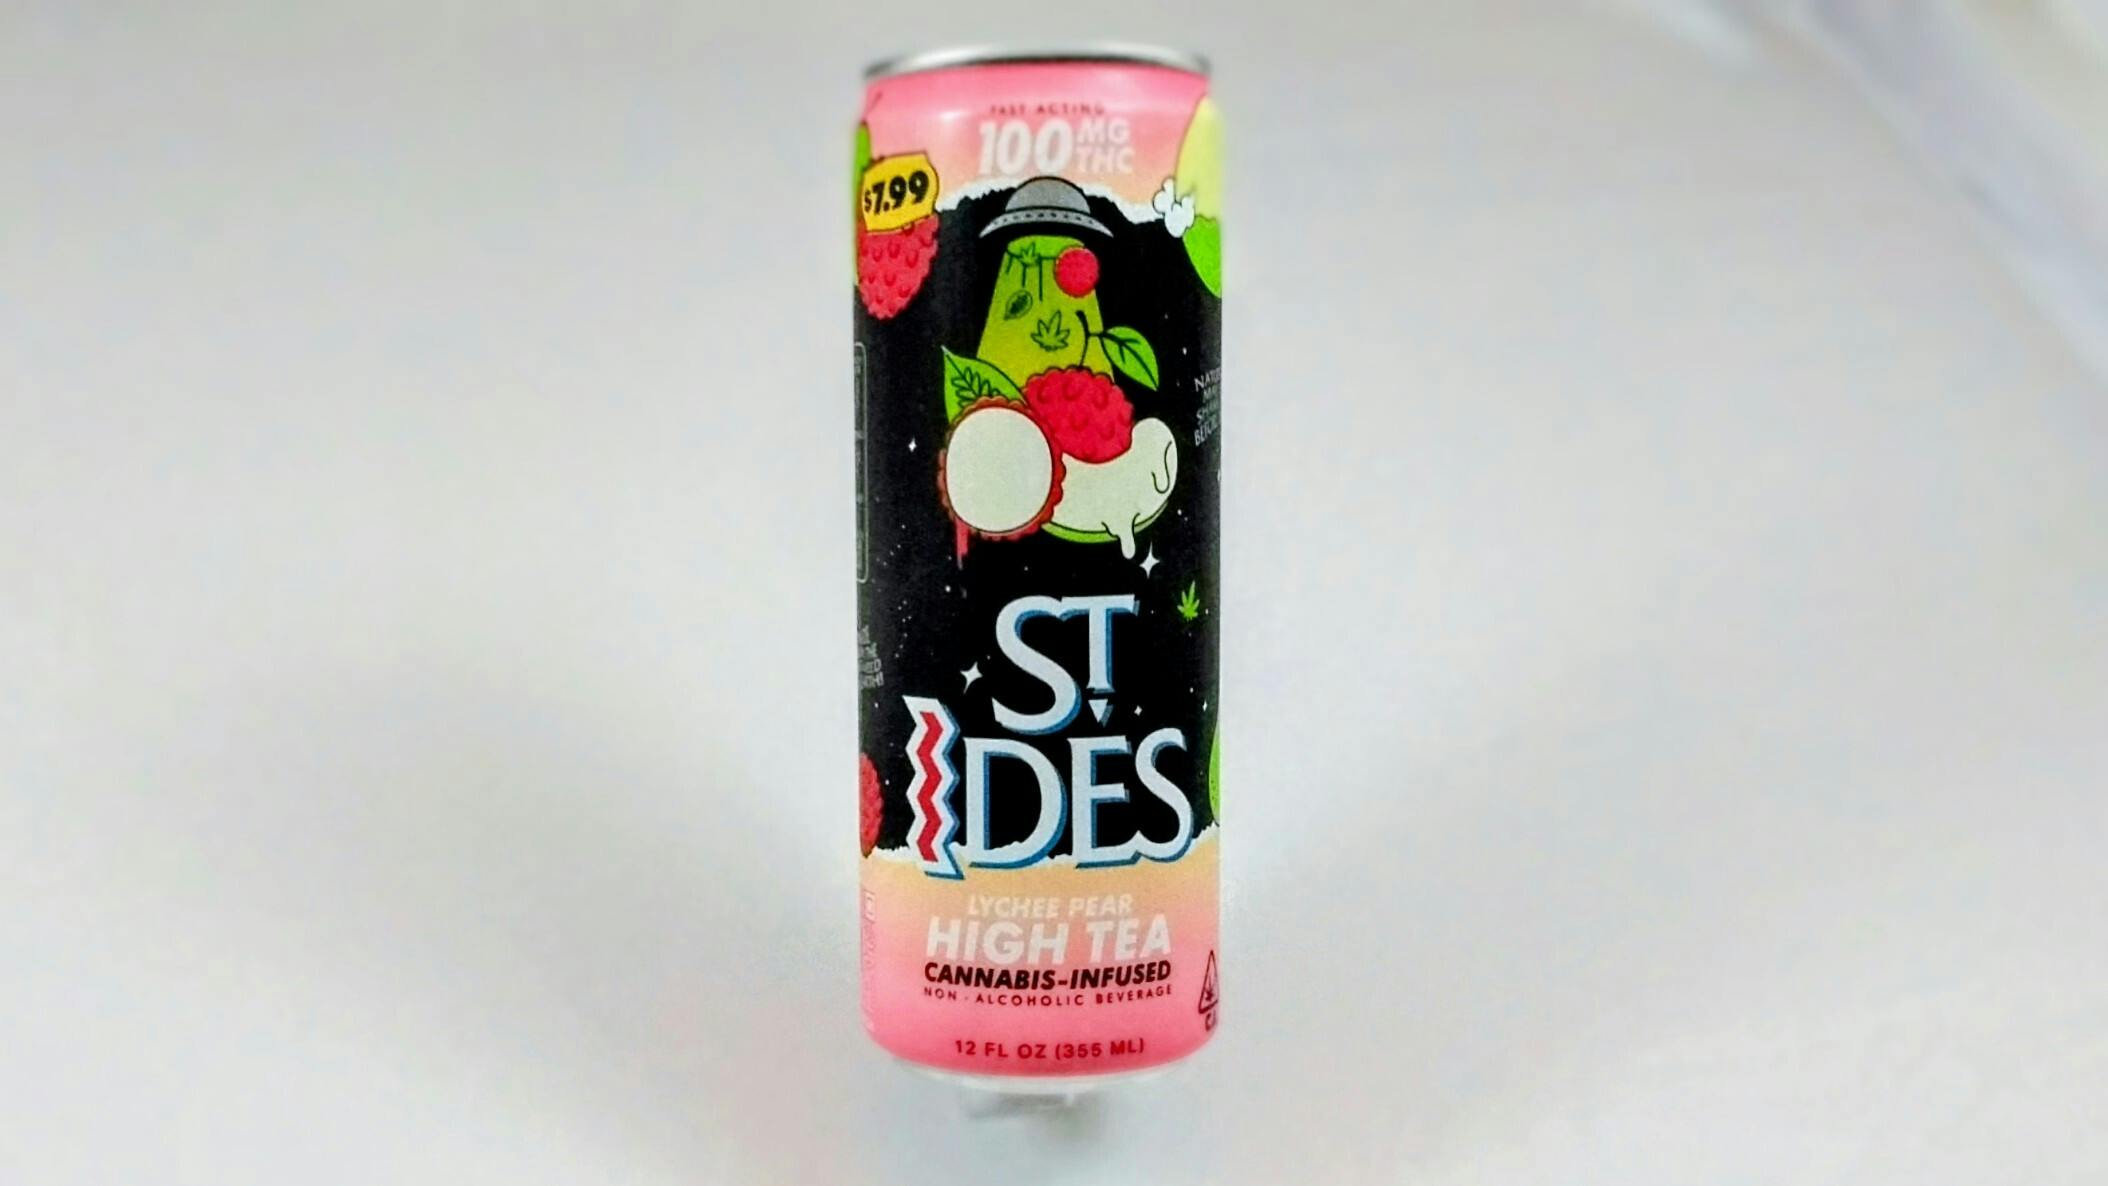 FAST ACTING
100 MG THC
$7.99
ST
IDES
LYCHEE PEAR
HIGH TEA
CANNABIS-INFUSED
NON-ALCOHOLIC BEVERAGE
12 FL OZ (355 ML)